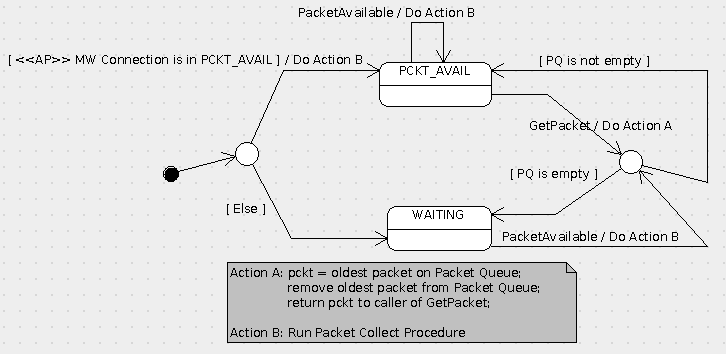 PacketAvailable / Do Action B
[ <<AP>> MW Connection is in PCKT_AVAIL ] / Do Action B
[ PQ is not empty ]
PCKT_AVAIL
GetPacket / Do Action A
[ PQ is empty ]
[ Else ]
WAITING
PacketAvailable / Do Action B
Action A: pckt = oldest packet on Packet Queue;
remove oldest packet from Packet Queue;
return pckt to caller of GetPacket;
Action B: Run Packet Collect Procedure